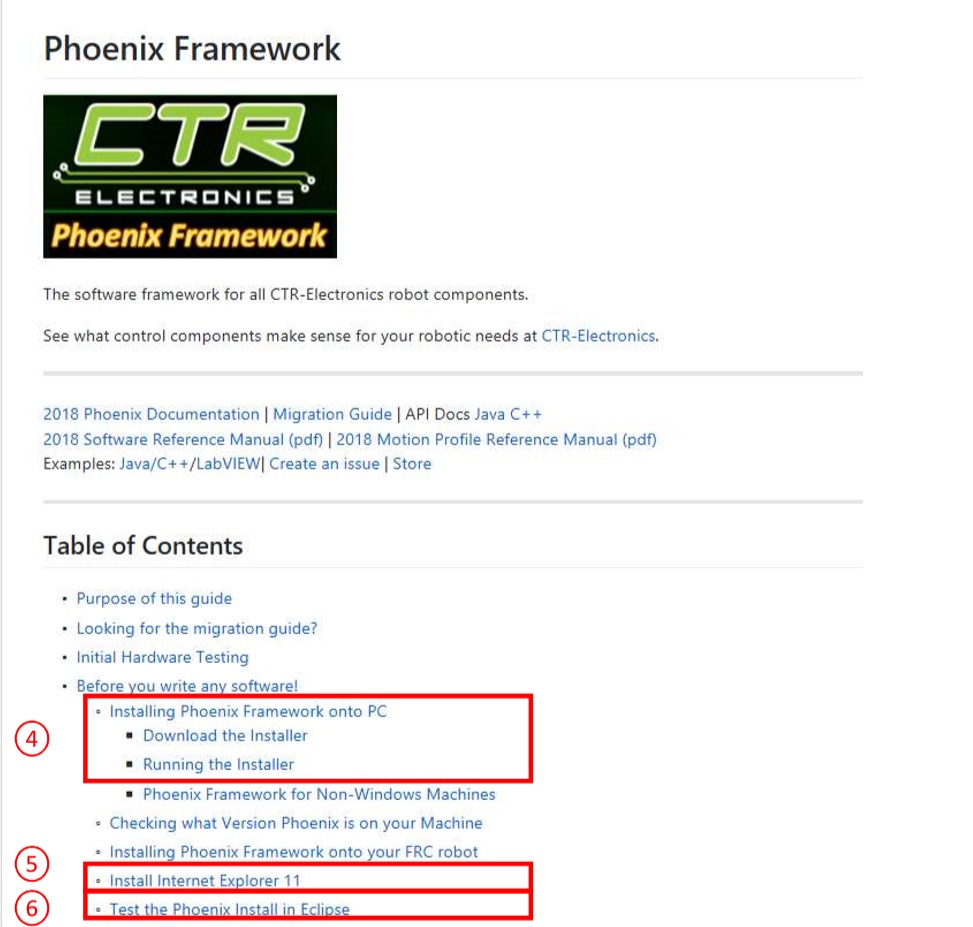 Phoenix Framework
CTR
ELECTRONICS
Phoenix Framework
The software framework for all CTR-Electronics robot components.
See what control components make sense for your robotic needs at CTR-Electronics.
2018 Phoenix Documentation | Migration Guide | API Docs Java C++
2018 Software Reference Manual (pdf) | 2018 Motion Profile Reference Manual (pdf)
Examples: Java/C++/LabVIEW| Create an issue | Store
Table of Contents
• Purpose of this guide
• Looking for the migration guide?
• Initial Hardware Testing
• Before you write any software!
◦ Installing Phoenix Framework onto PC
4 ▪ Download the Installer
▪ Running the Installer
▪ Phoenix Framework for Non-Windows Machines
◦ Checking what Version Phoenix is on your Machine
◦ Installing Phoenix Framework onto your FRC robot
5 ◦ Install Internet Explorer 11
6 ◦ Test the Phoenix Install in Eclipse